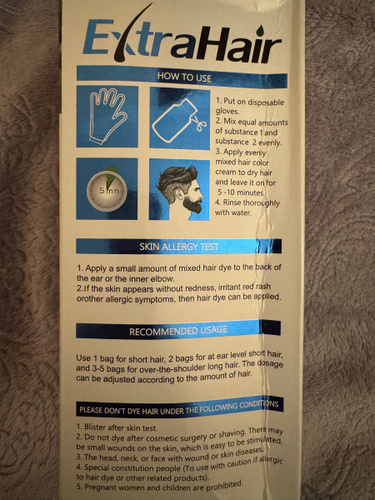 ExtraHair
HOW TO USE
1. Put on disposable
gloves.
2. Mix equal amounts
of substance 1 and
substance 2 evenly.
3. Apply evenly
mixed hair color
cream to dry hair
and leave it on for
5 -10 minutes.
4. Rinse thoroughly
with water.
5 min
SKIN ALLERGY TEST
1. Apply a small amount of mixed hair dye to the back of
the ear or the inner elbow.
2.If the skin appears without redness, irritant red rash
orother allergic symptoms, then hair dye can be applied.
RECOMMENDED USAGE
Use 1 bag for short hair, 2 bags for at ear level short hair,
and 3-5 bags for over-the-shoulder long hair. The dosage
can be adjusted according to the amount of hair.
PLEASE DON'T DYE HAIR UNDER THE FOLLOWING CONDITIONS
1. Blister after skin test.
2. Do not dye after cosmetic surgery or shaving. There may
be small wounds on the skin, which is easy to be stimulated.
3. The head, neck, or face with wound or skin diseases.
4. Special constitution people (To use with caution if allergic
to hair dye or other related products).
5. Pregnant women and children are prohibited.